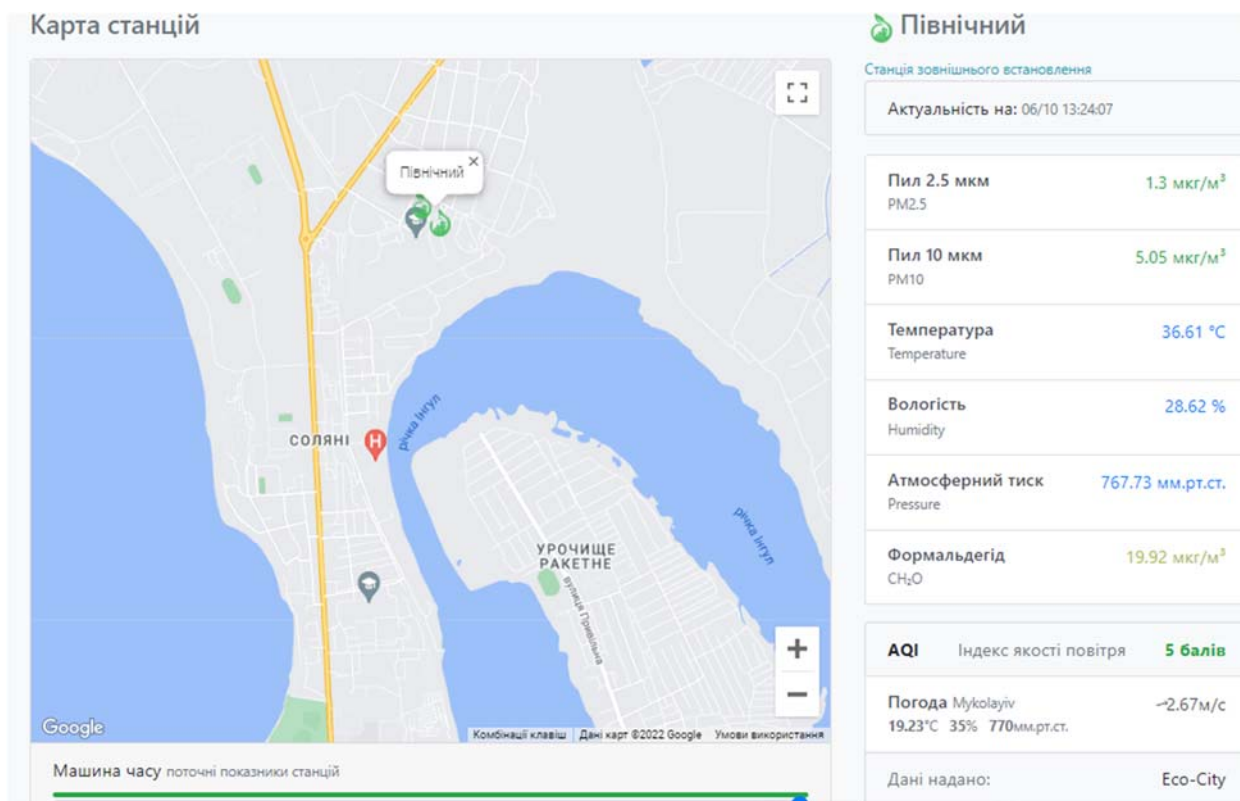 Карта станцій
Північний
річка Інгул
СОЛЯНІ
УРОЧИЩЕ
РАКЕТНЕ
вулиця Привільна
річка Інгул
Google
Комбінації клавіш
Дані карт ©2022 Google
Умови використання
Машина часу поточні показники станцій
Північний
Станція зовнішнього встановлення
Актуальність на: 06/10 13:24:07
Пил 2.5 мкм 1.3 мкг/м³
PM2.5
Пил 10 мкм 5.05 мкг/м³
PM10
Температура 36.61 °C
Temperature
Вологість 28.62 %
Humidity
Атмосферний тиск 767.73 мм.рт.ст.
Pressure
Формальдегід 19.92 мкг/м³
CH₂O
AQI Індекс якості повітря 5 балів
Погода Mykolayiv →2.67м/с
19.23°C 35% 770мм.рт.ст.
Дані надано: Eco-City